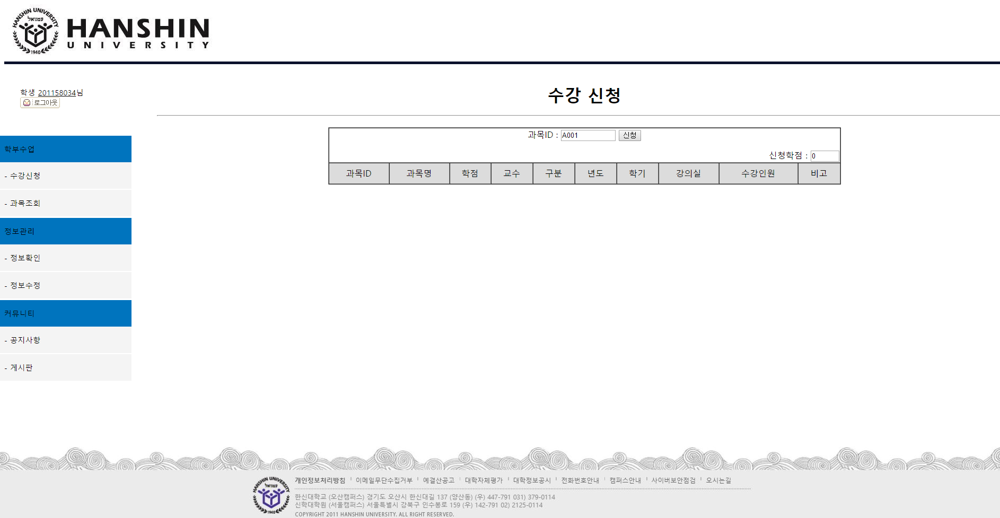 HANSHIN UNIVERSITY
עמנואל
1940
HANSHIN
UNIVERSITY
학생 201158034님
로그아웃
학부수업
- 수강신청
- 과목조회
정보관리
- 정보확인
- 정보수정
커뮤니티
- 공지사항
- 게시판
수강 신청
과목ID : A001 신청
신청학점 : 0
과목ID 과목명 학점 교수 구분 년도 학기 강의실 수강인원 비고
HANSHIN UNIVERSITY
עמנואל
1940
개인정보처리방침 이메일무단수집거부 예결산공고 대학자체평가 대학정보공시 전화번호안내 캠퍼스안내 사이버보안점검 오시는길
한신대학교 (오산캠퍼스) 경기도 오산시 한신대길 137 (양산동) (우) 447-791 031) 379-0114
신학대학원 (서울캠퍼스) 서울특별시 강북구 인수봉로 159 (우) 142-791 02) 2125-0114
COPYRIGHT 2011 HANSHIN UNIVERSITY. ALL RIGHT RESERVED.